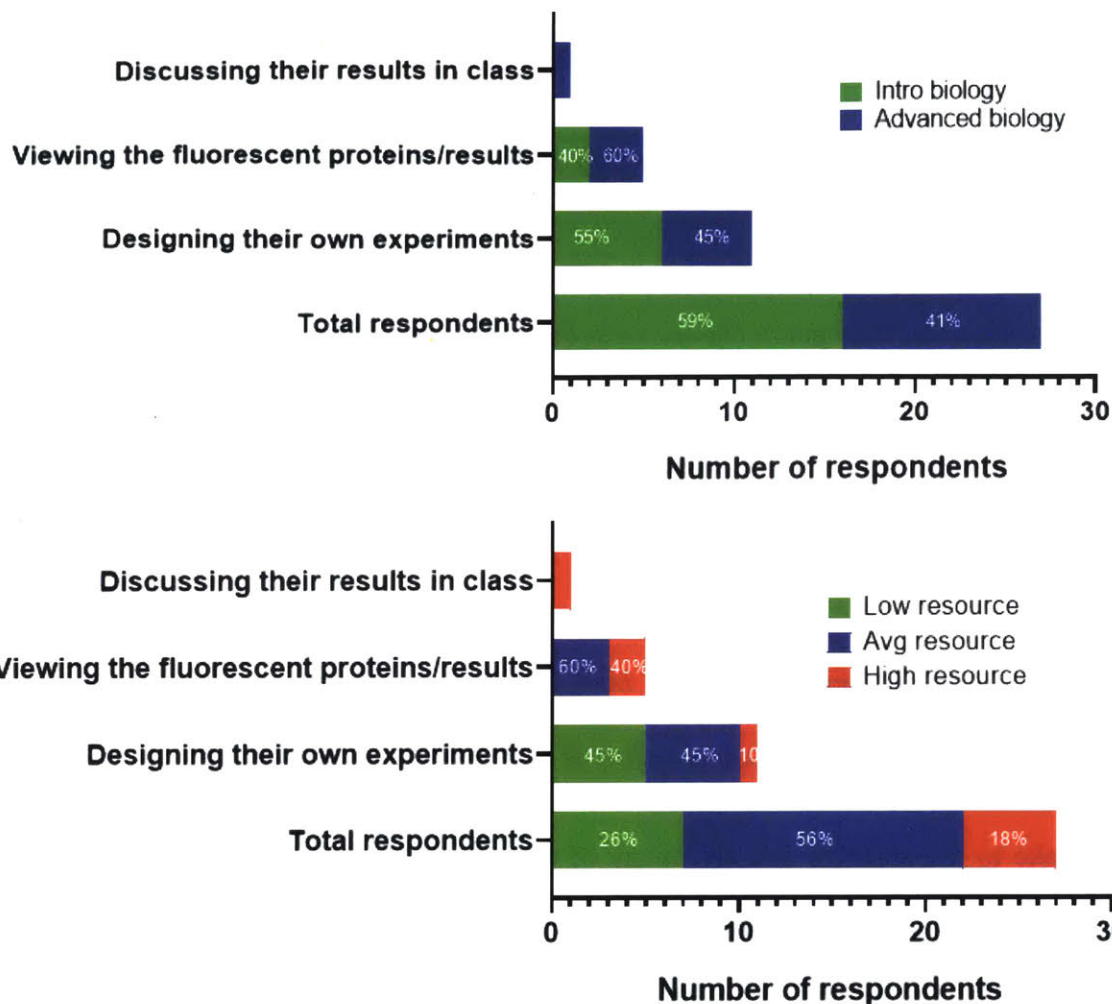 Discussing their results in class
Intro biology
Advanced biology
Viewing the fluorescent proteins/results
40% 60%
Designing their own experiments
55% 45%
Total respondents
59% 41%
0 10 20 30
Number of respondents
Discussing their results in class
Low resource
Avg resource
High resource
Viewing the fluorescent proteins/results
60% 40%
Designing their own experiments
45% 45% 10
Total respondents
26% 56% 18%
0 10 20 3
Number of respondents